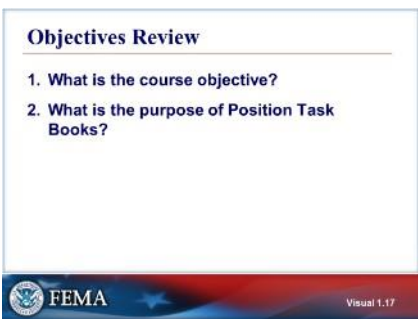 Objectives Review
1. What is the course objective?
2. What is the purpose of Position Task
Books?
FEMA
Visual 1.17